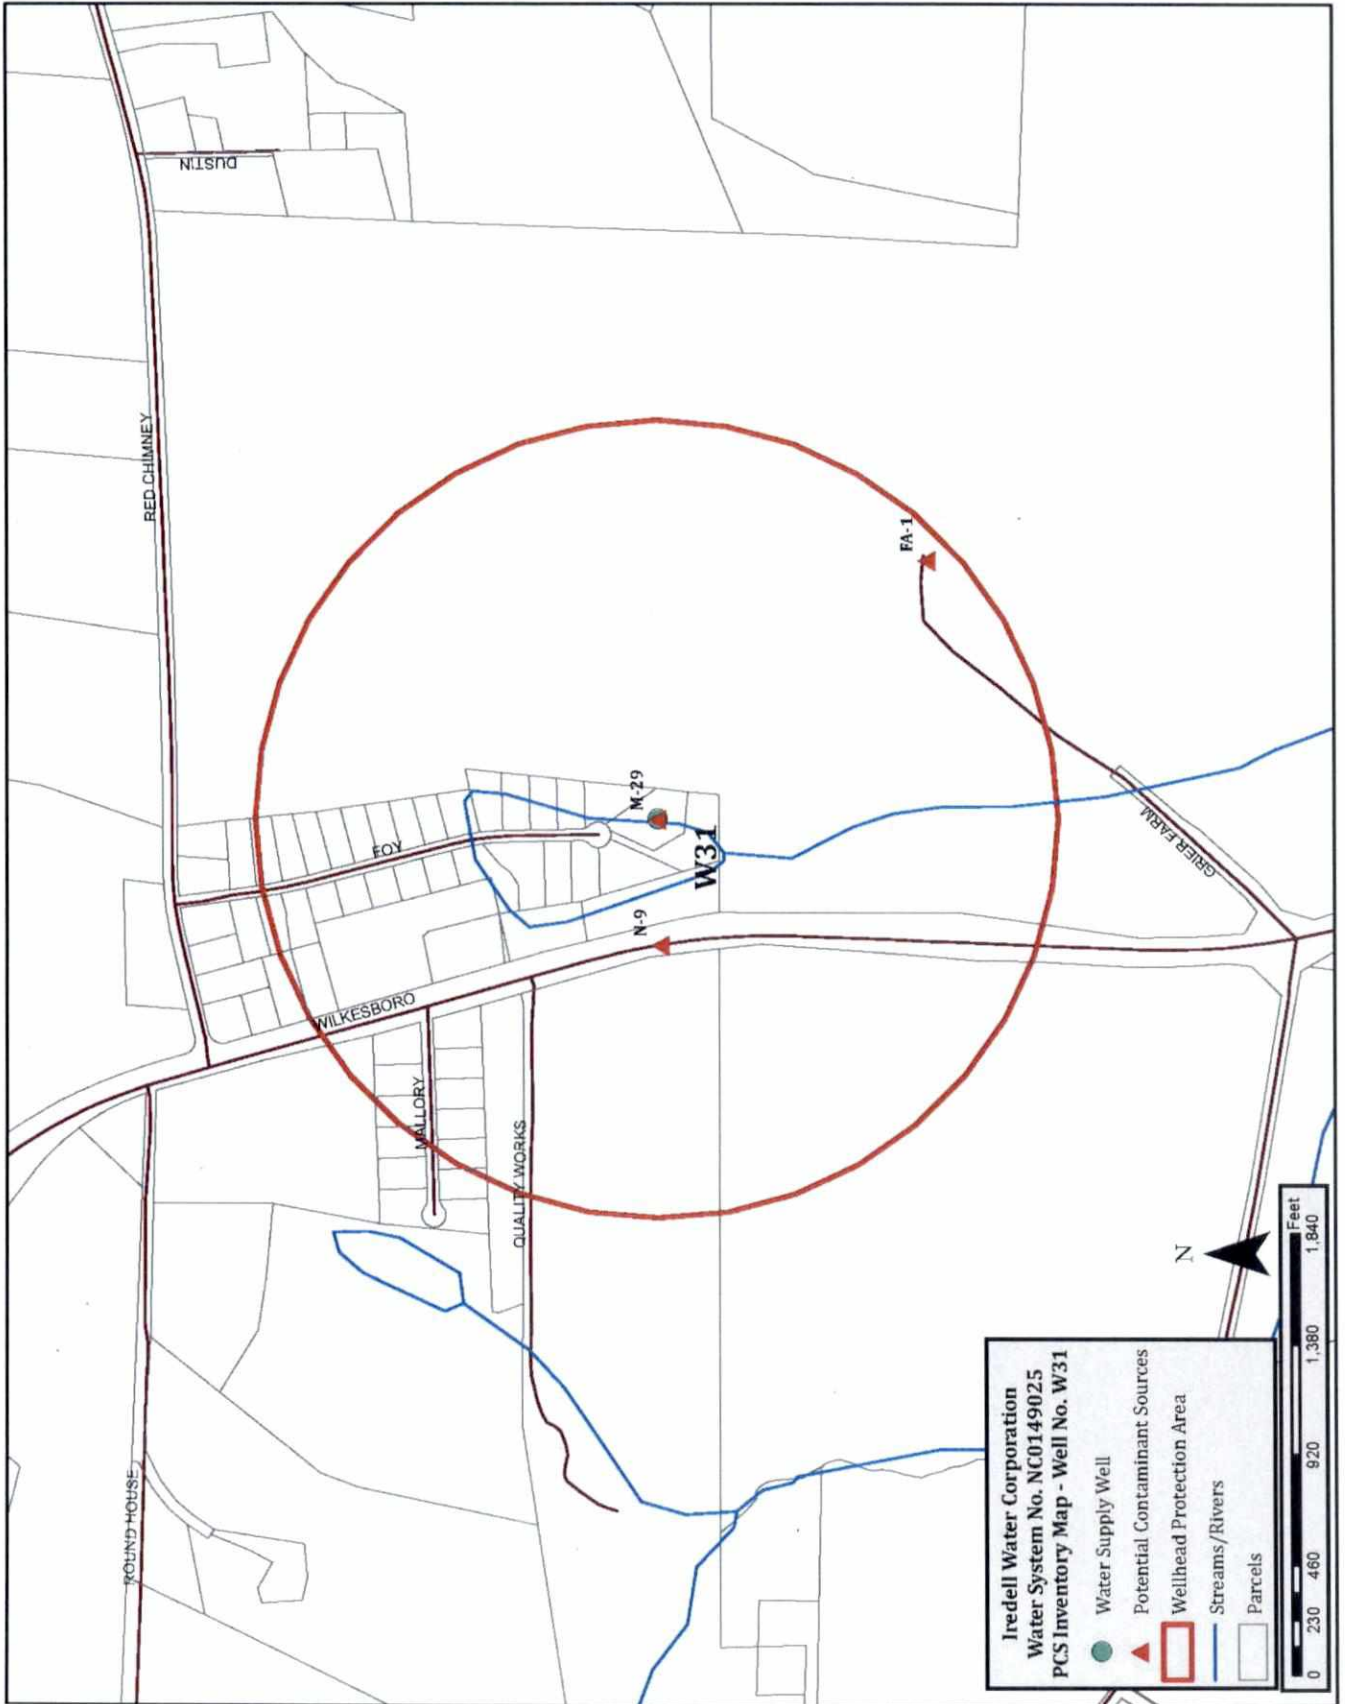 DUSTIN
RED CHIMNEY
FOY
M-29
W31
N-9
FA-1
WILKESBORO
MALLORY
QUALITY WORKS
GRIER FARM
ROUND HOUSE
N
Iredell Water Corporation
Water System No. NC0149025
PCS Inventory Map - Well No. W31
Water Supply Well
Potential Contaminant Sources
Wellhead Protection Area
Streams/Rivers
Parcels
Feet
0 230 460 920 1,380 1,840